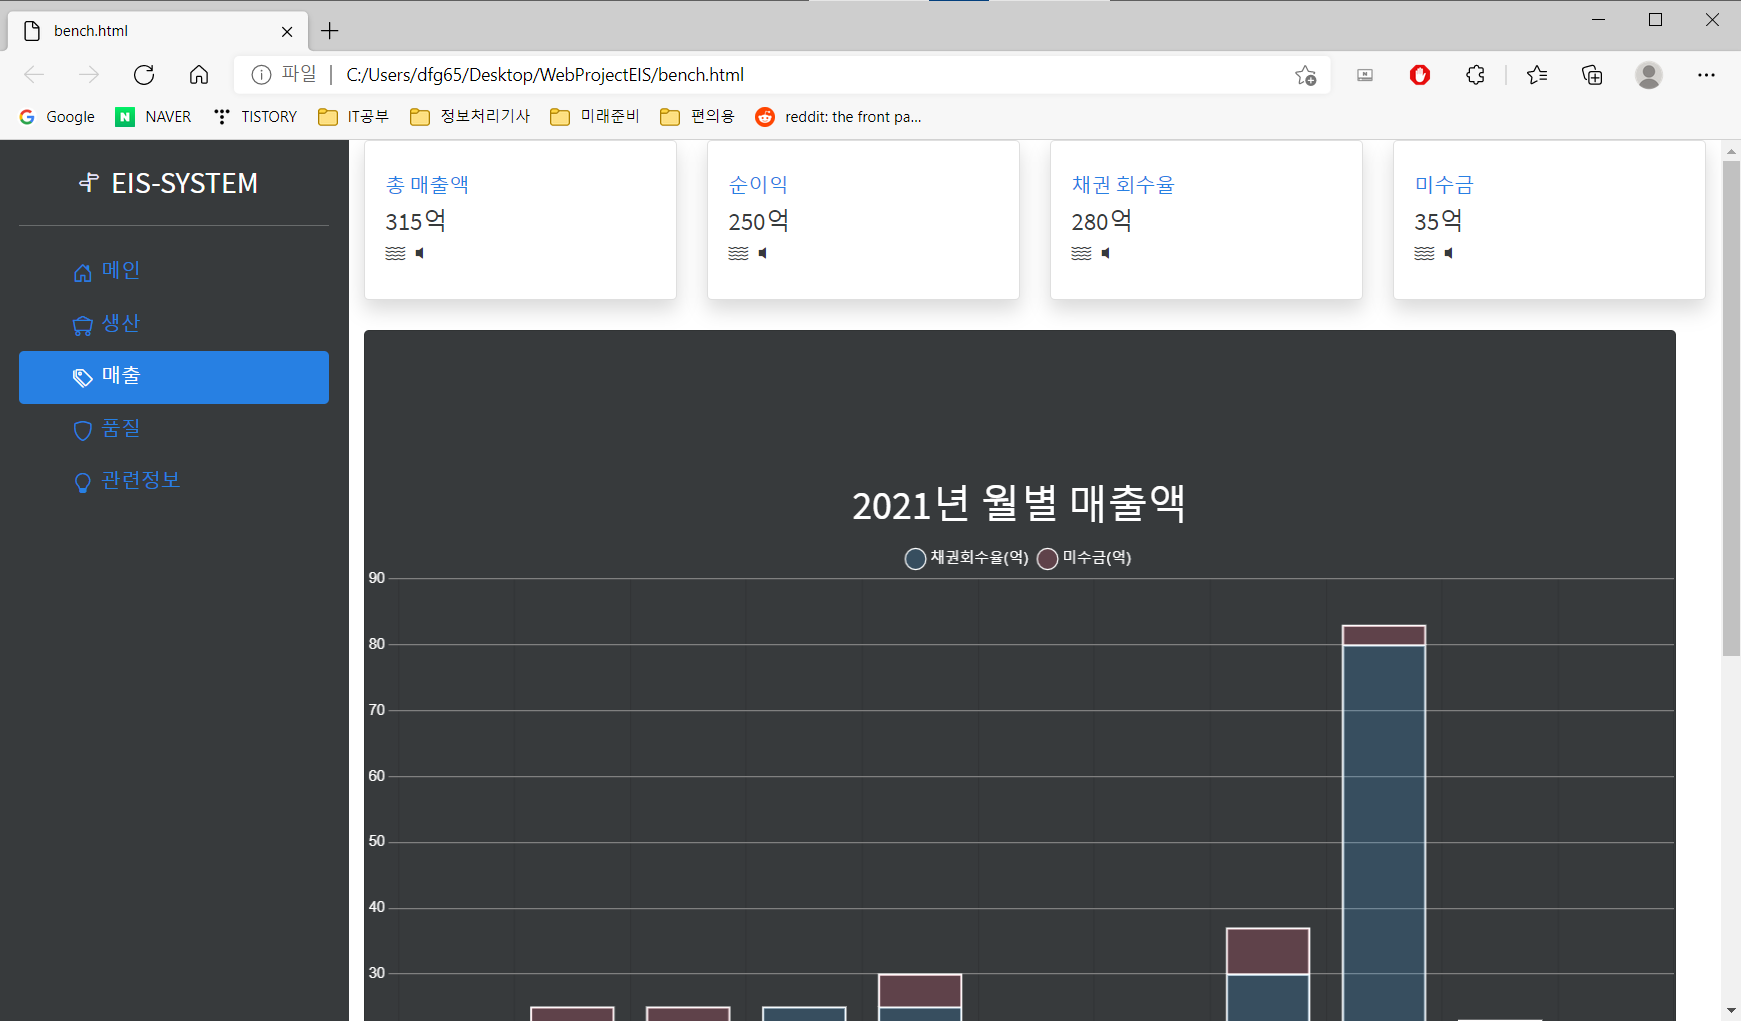 bench.html
파일 | C:/Users/dfg65/Desktop/WebProjectEIS/bench.html
Google NAVER TISTORY IT공부 정보처리기사 미래준비 편의용 reddit: the front pa...
EIS-SYSTEM
메인
생산
매출
품질
관련정보
총 매출액
315억
순이익
250억
채권 회수율
280억
미수금
35억
2021년 월별 매출액
채권회수율(억) 미수금(억)
90
80
70
60
50
40
30